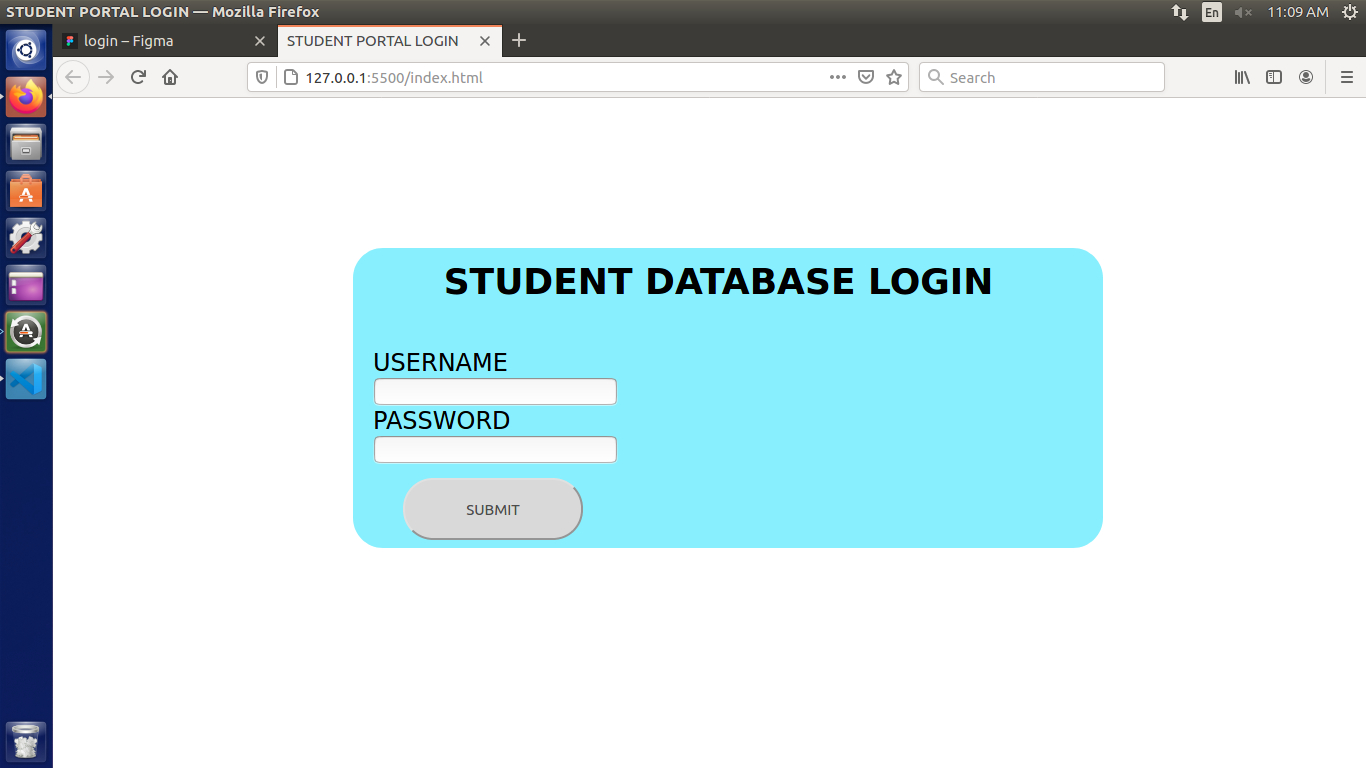 STUDENT PORTAL LOGIN — Mozilla Firefox
En
11:09 AM
login – Figma
STUDENT PORTAL LOGIN
127.0.0.1:5500/index.html
Search
STUDENT DATABASE LOGIN
USERNAME
PASSWORD
SUBMIT